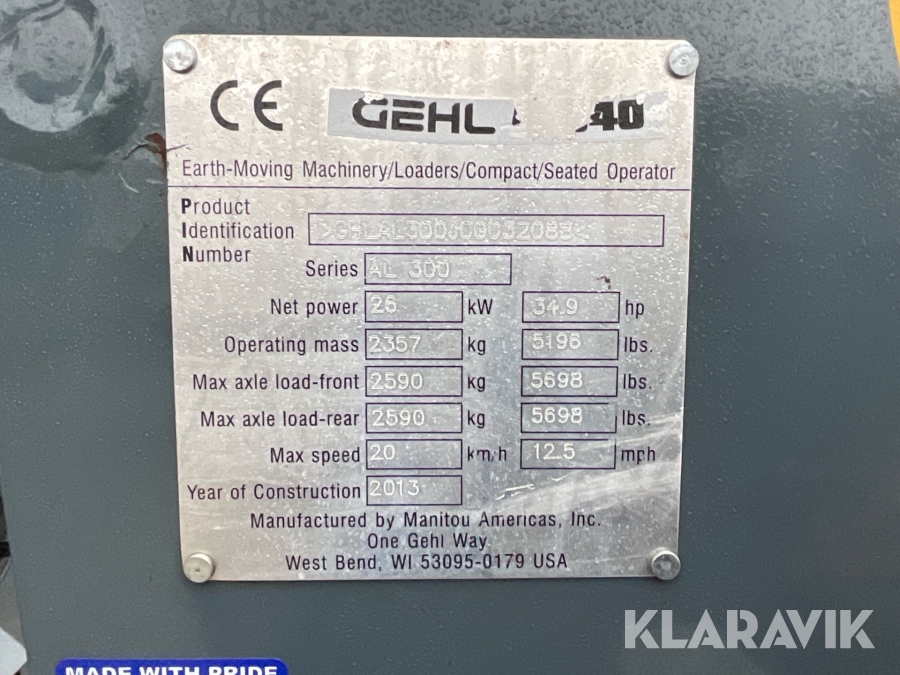 CE GEHL 40
Earth-Moving Machinery/Loaders/Compact/Seated Operator
Product
Identification
Number
Series AL 300
Net power 26 kW 34.9 hp
Operating mass 2357 kg 5196 lbs.
Max axle load-front 2590 kg 5698 lbs.
Max axle load-rear 2590 kg 5698 lbs.
Max speed 20 km/h 12.5 mph
Year of Construction 2013
Manufactured by Manitou Americas, Inc.
One Gehl Way.
West Bend, WI 53095-0179 USA
KLARAVIK
MADE WITH PRIDE